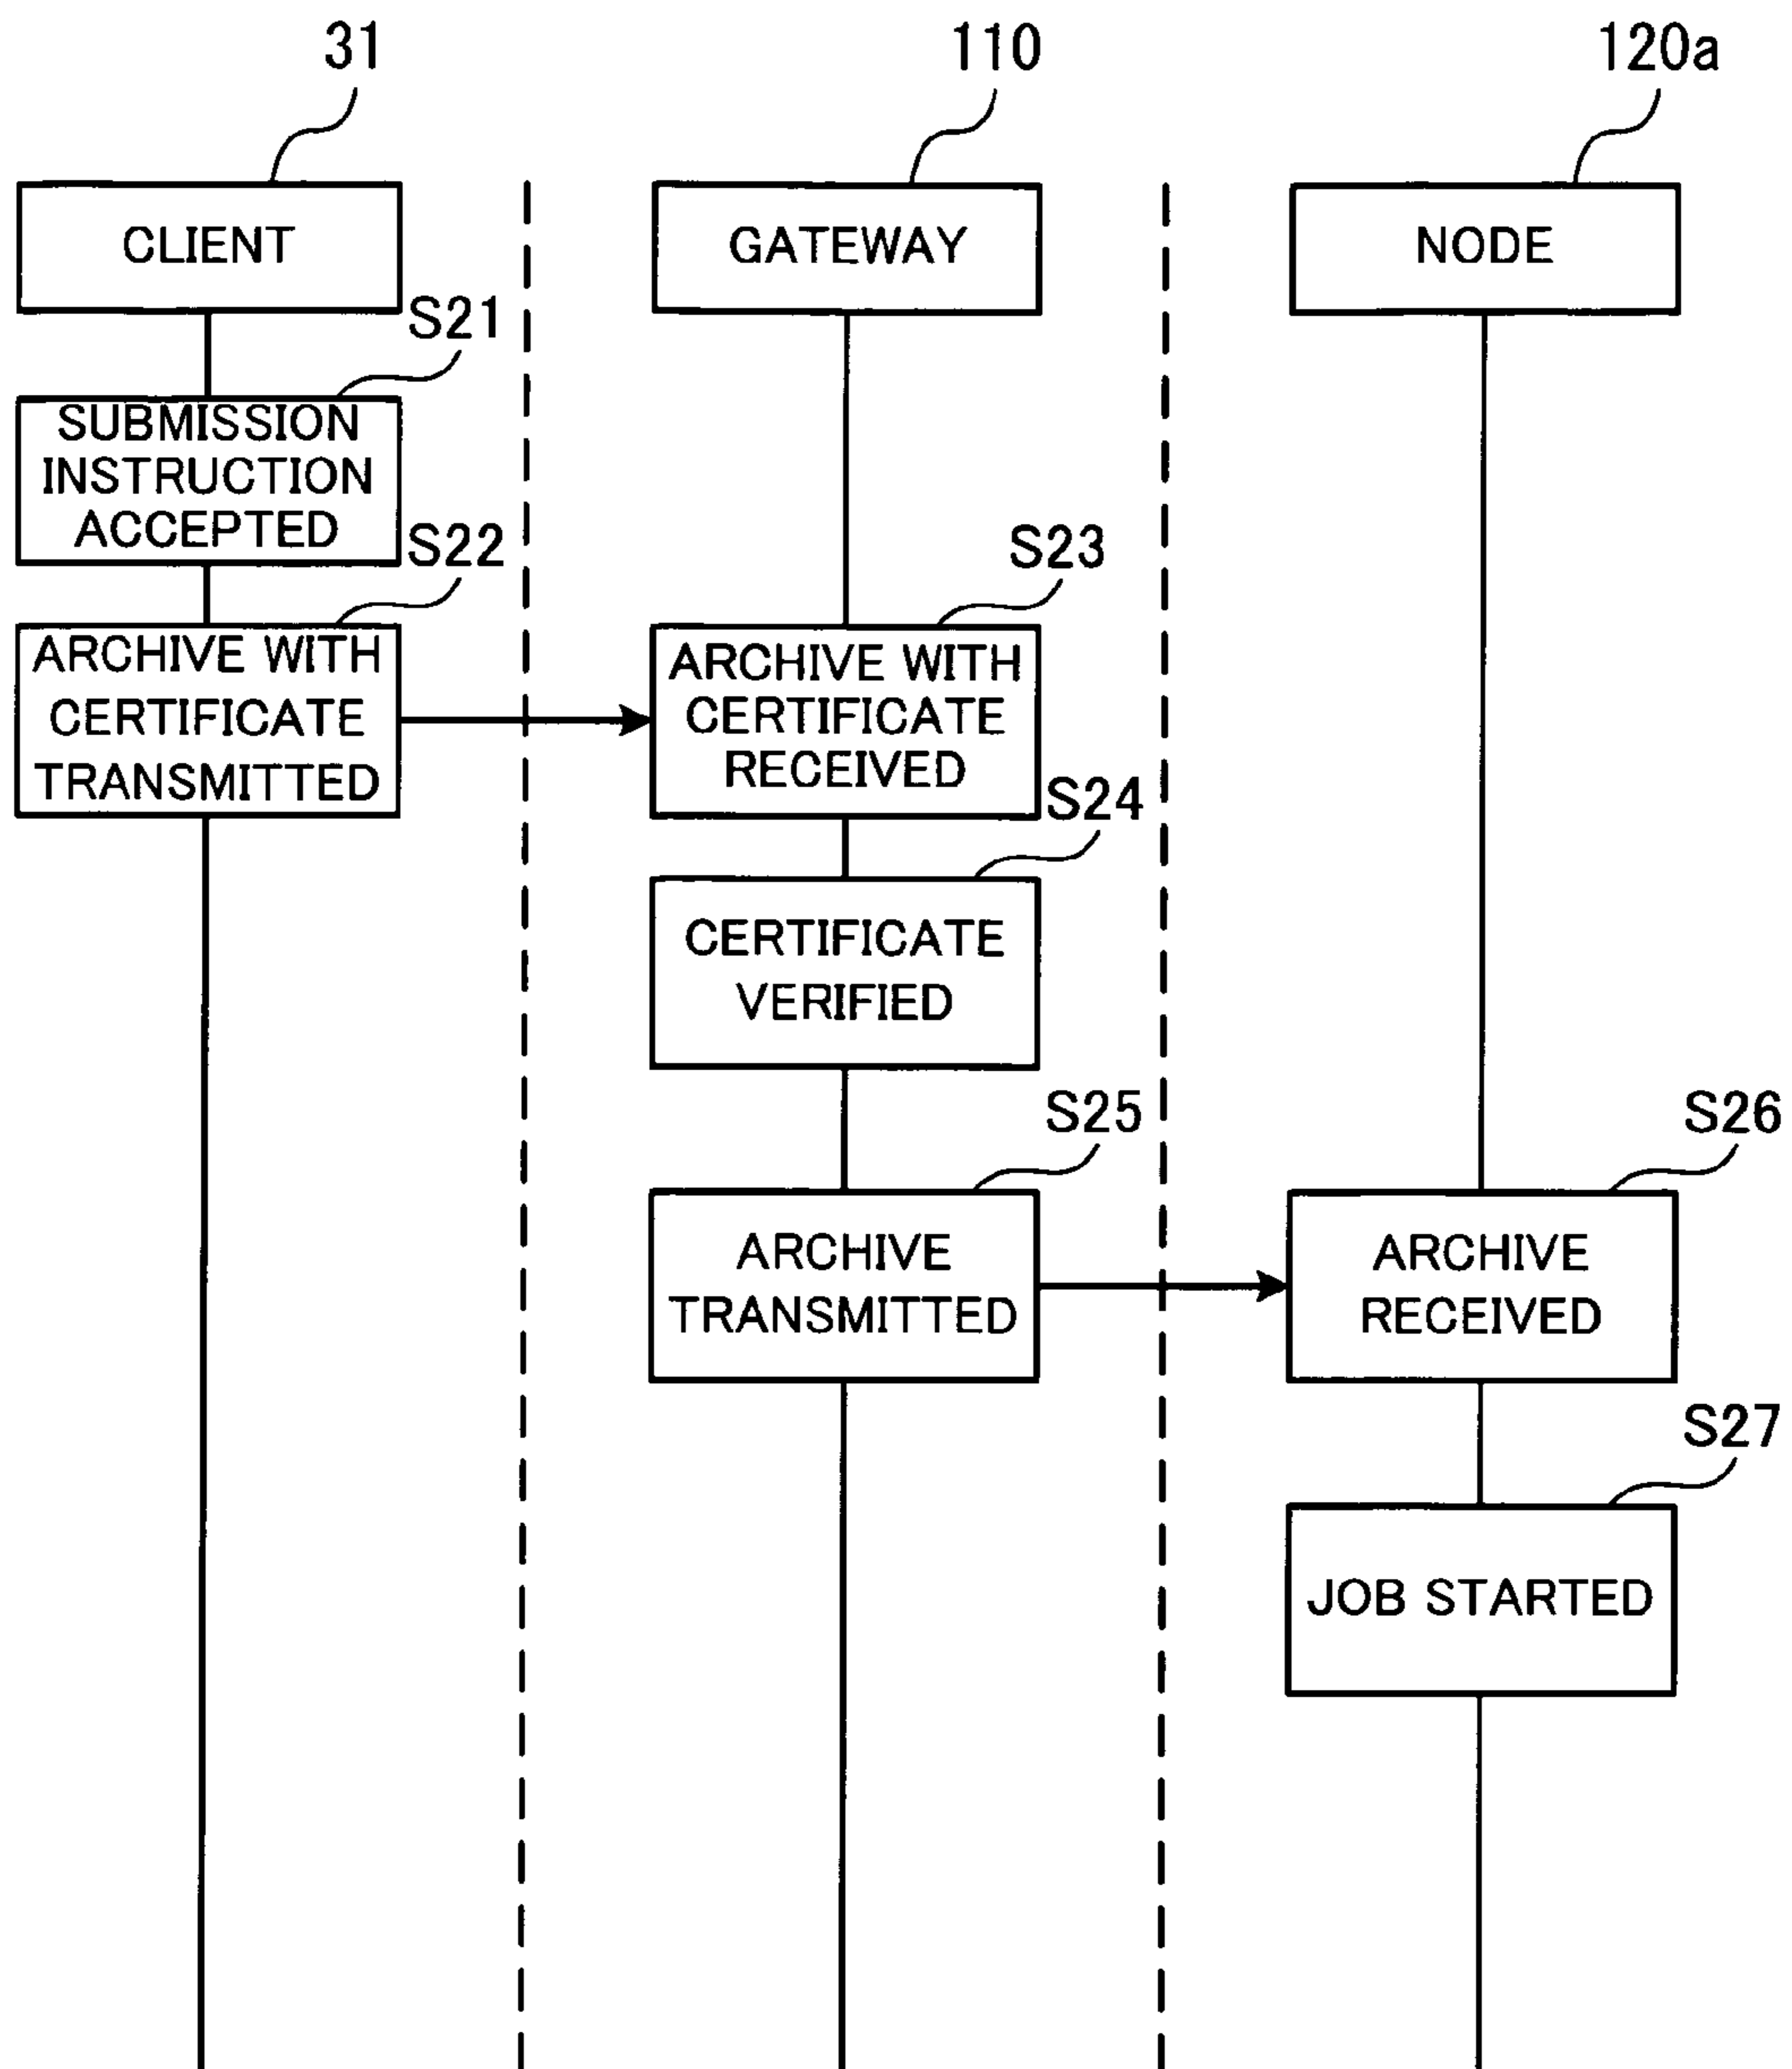 31
110
120a
CLIENT
GATEWAY
NODE
S21
SUBMISSION
INSTRUCTION
ACCEPTED
S22
ARCHIVE WITH
CERTIFICATE
TRANSMITTED
S23
ARCHIVE WITH
CERTIFICATE
RECEIVED
S24
CERTIFICATE
VERIFIED
S25
ARCHIVE
TRANSMITTED
S26
ARCHIVE
RECEIVED
S27
JOB STARTED